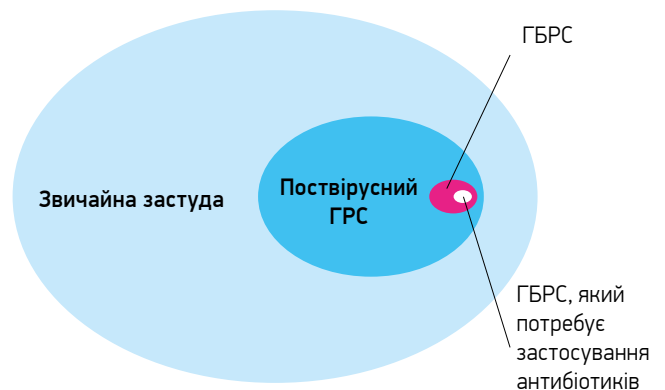 ГБРС
Звичайна застуда
Поствірусний
ГРС
ГБРС, який
потребує
застосування
антибіотиків